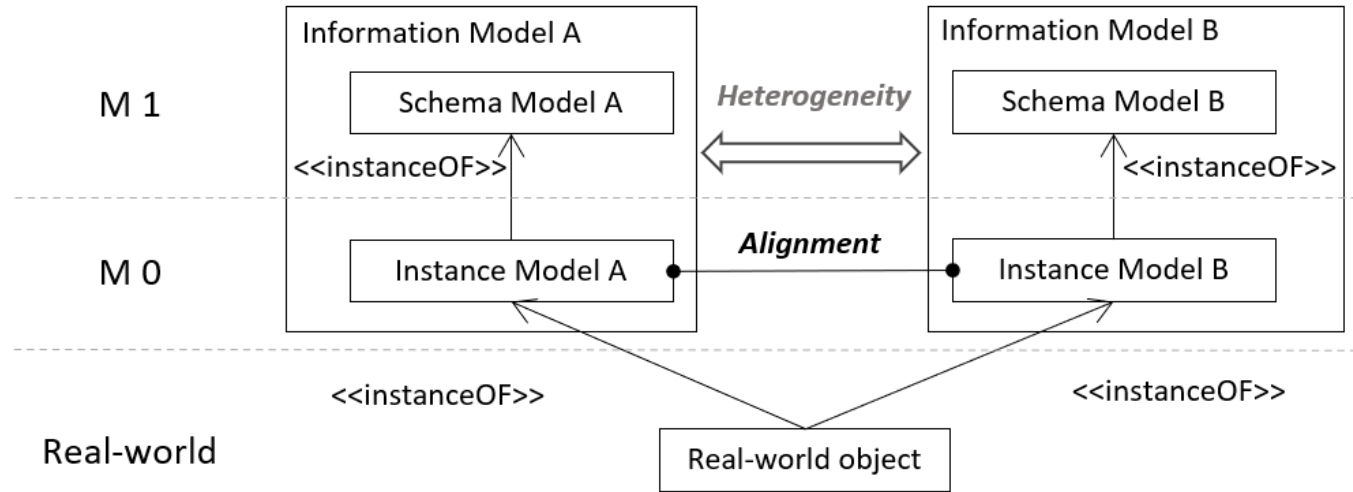 Information Model A
Information Model B
M 1
Schema Model A
Heterogeneity
Schema Model B
<<instanceOF>>
<<instanceOF>>
M 0
Instance Model A
Alignment
Instance Model B
<<instanceOF>>
<<instanceOF>>
Real-world
Real-world object